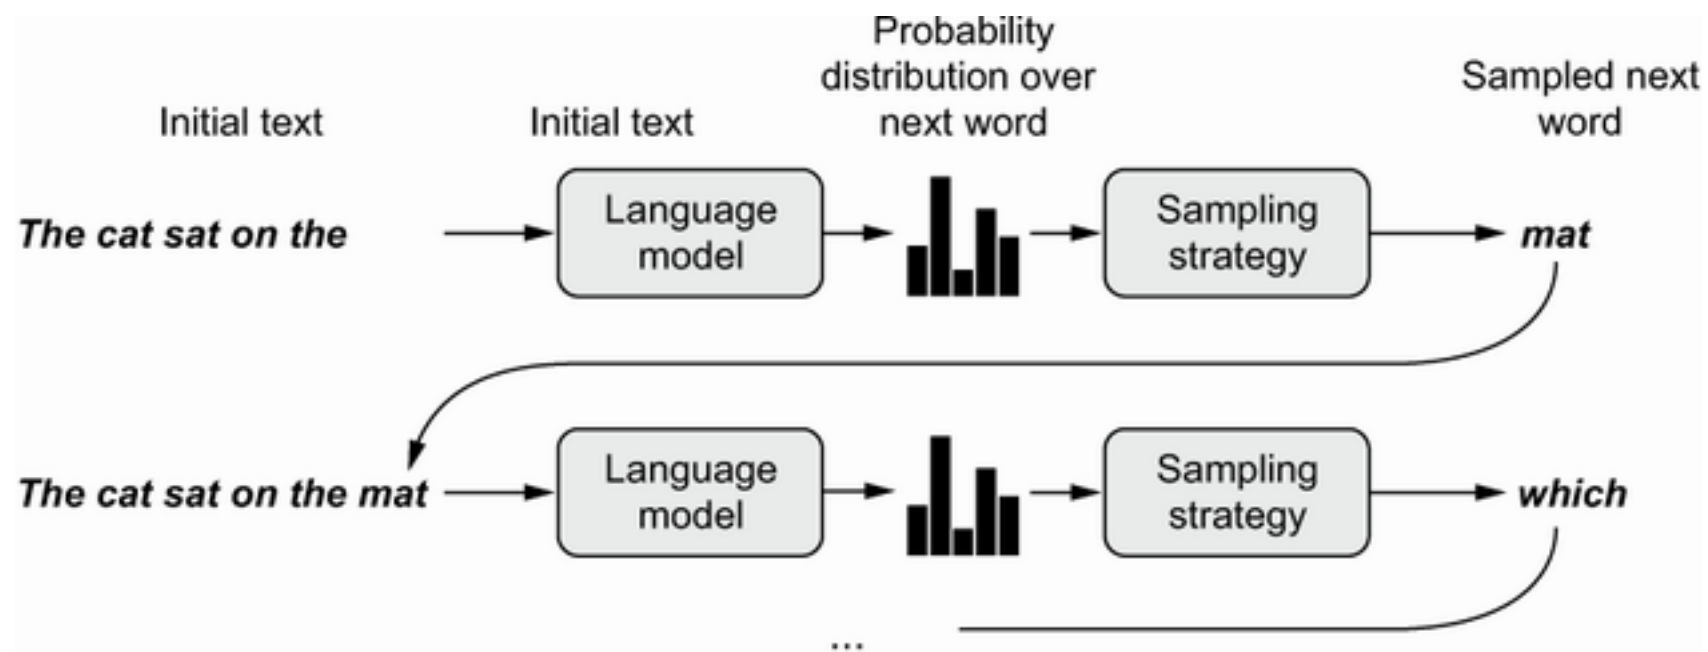 Probability
distribution over
next word
Sampled next
word
Initial text
Initial text
The cat sat on the
Language
model
Sampling
strategy
mat
The cat sat on the mat
Language
model
Sampling
strategy
which
...